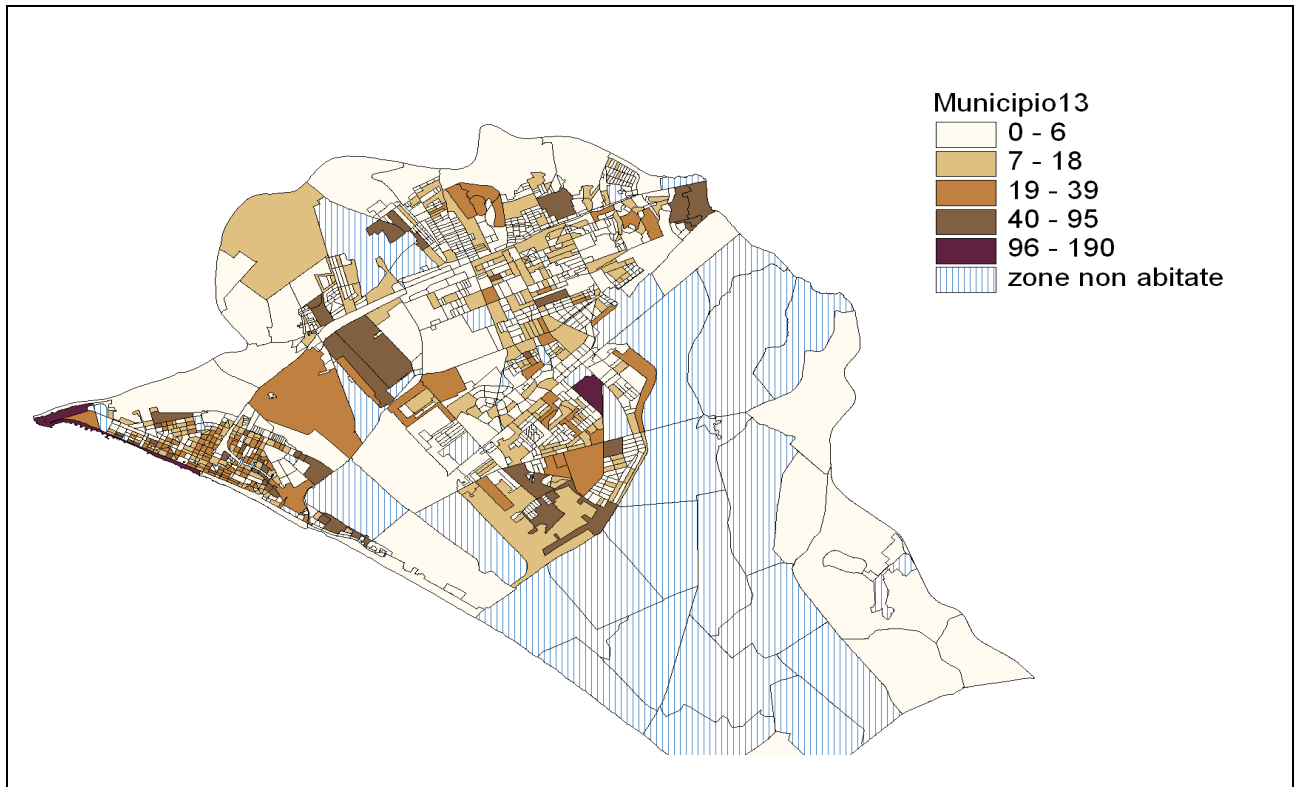 Municipio13
0 - 6
7 - 18
19 - 39
40 - 95
96 - 190
zone non abitate